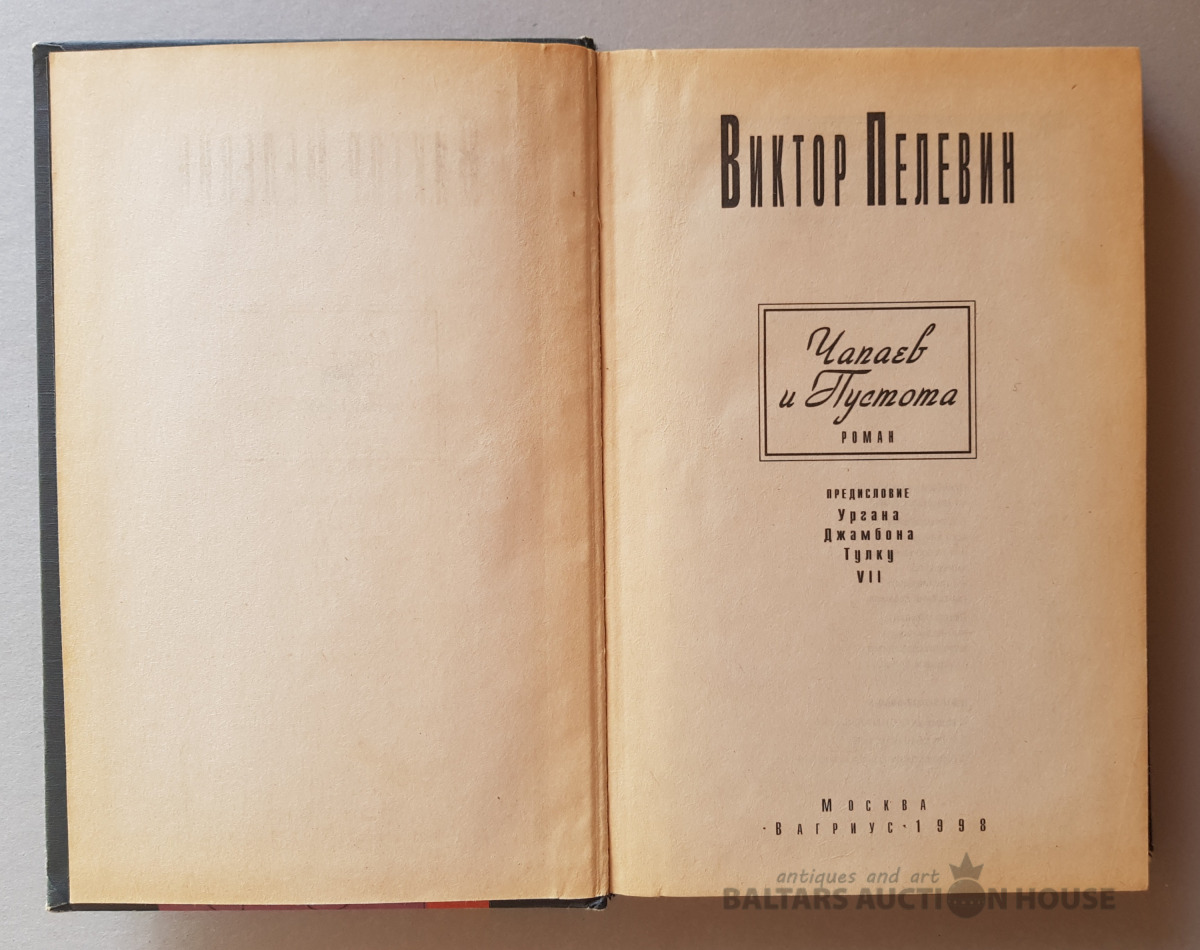 Виктор Пелевин
Чапаев
и Пустота
РОМАН
ПРЕДИСЛОВИЕ
Ургана
Джамбона
Тулку
VII
Москва
·Вагриус·1998
antiques and art
BALTARS AUCTION HOUSE